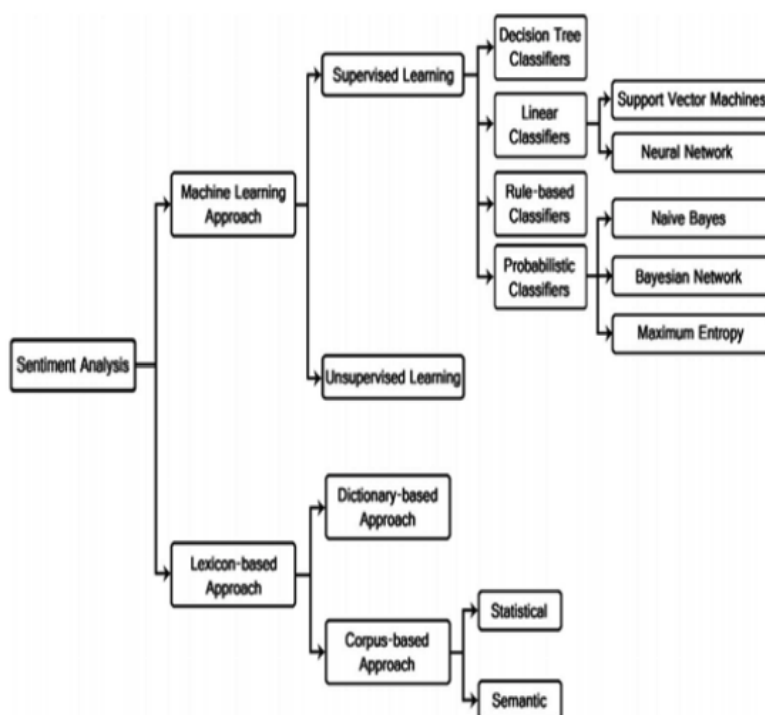 Decision Tree
Classifiers
Supervised Learning
Linear
Classifiers
Support Vector Machines
Neural Network
Machine Learning
Approach
Rule-based
Classifiers
Naive Bayes
Probabilistic
Classifiers
Bayesian Network
Maximum Entropy
Sentiment Analysis
Unsupervised Learning
Dictionary-based
Approach
Lexicon-based
Approach
Corpus-based
Approach
Statistical
Semantic